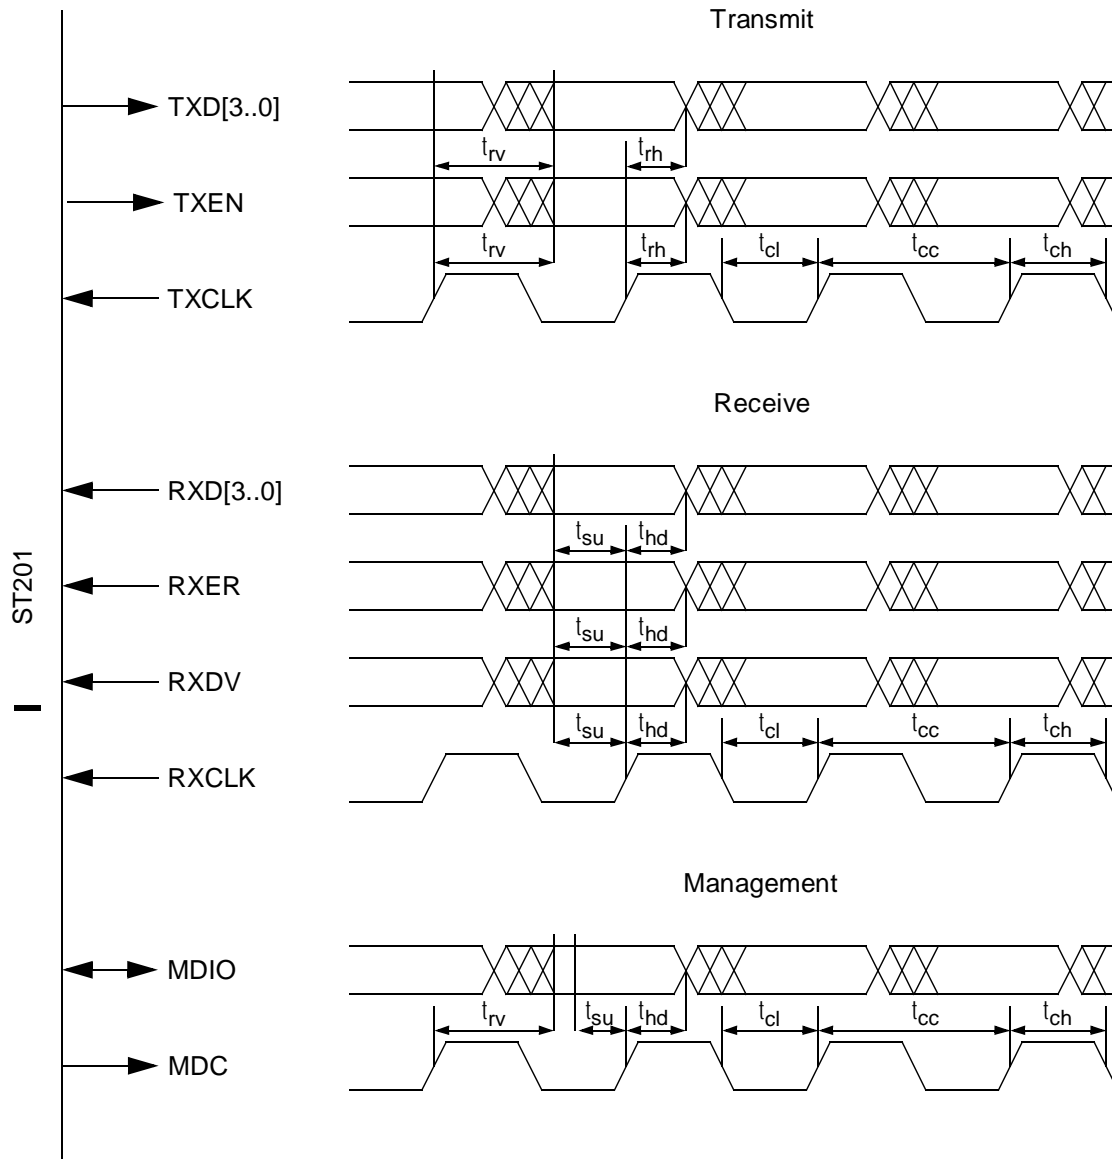 Transmit
TXD[3..0]
trv
trh
TXEN
trv
trh
tcl
tcc
tch
TXCLK
Receive
RXD[3..0]
tsu
thd
RXER
tsu
thd
RXDV
tsu
thd
tcl
tcc
tch
RXCLK
ST201
Management
MDIO
trv
tsu
thd
tcl
tcc
tch
MDC